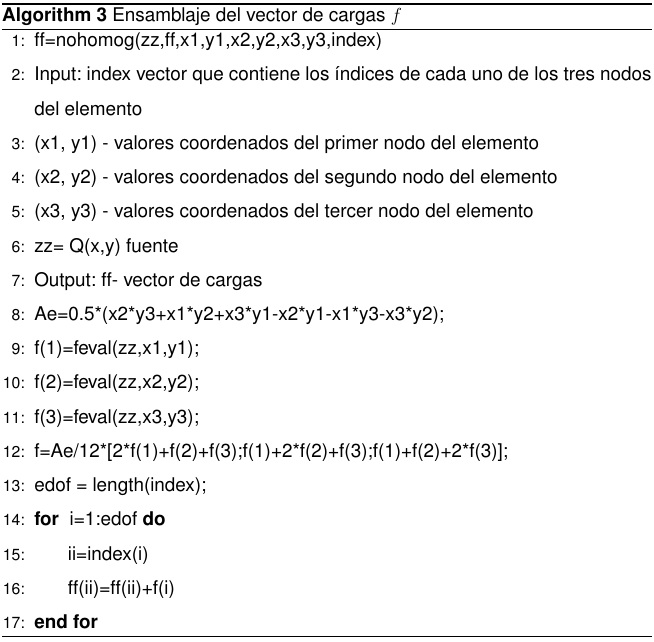 Algorithm 3 Ensamblaje del vector de cargas f
1: ff=nohomog(zz,ff,x1,y1,x2,y2,x3,y3,index)
2: Input: index vector que contiene los índices de cada uno de los tres nodos
del elemento
3: (x1, y1) - valores coordenados del primer nodo del elemento
4: (x2, y2) - valores coordenados del segundo nodo del elemento
5: (x3, y3) - valores coordenados del tercer nodo del elemento
6: zz= Q(x,y) fuente
7: Output: ff- vector de cargas
8: Ae=0.5*(x2*y3+x1*y2+x3*y1-x2*y1-x1*y3-x3*y2);
9: f(1)=feval(zz,x1,y1);
10: f(2)=feval(zz,x2,y2);
11: f(3)=feval(zz,x3,y3);
12: f=Ae/12*[2*f(1)+f(2)+f(3);f(1)+2*f(2)+f(3);f(1)+f(2)+2*f(3)];
13: edof = length(index);
14: for i=1:edof do
15: ii=index(i)
16: ff(ii)=ff(ii)+f(i)
17: end for